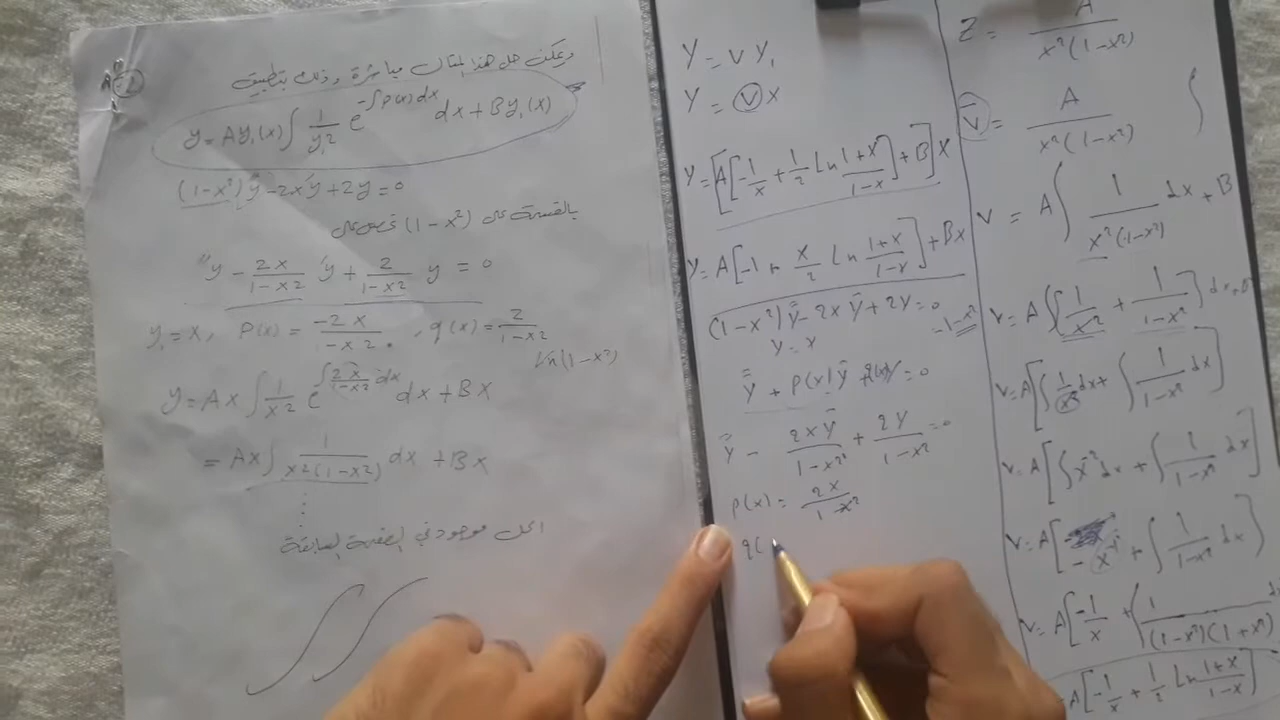 ويمكن حل هذا المثال مباشرة وذلك بتطبيق
y = Ay₁(x) ∫ 1/y₁² e^(-∫P(x)dx) dx + By₁(x)
(1-x²)y̋ - 2xy' + 2y = 0
بالقسمة على (1-x²)
"y - 2x/(1-x²) 'y + 2/(1-x²) y = 0
y₁ = x, P(x) = -2x/(-x²), q(x) = 2/(1-x²)
ln(1-x²)
y = Ax ∫ 1/x² e^(∫2x/(1-x²) dx) dx + Bx
= Ax ∫ 1/(x²(1-x²)) dx + Bx
الحل موجود في الصفحة السابقة
Y = v Y₁
Y = v x
Y = [A[-1/x + 1/2 Ln (1+x)/(1-x)] + B] x
Y = A[-1 + x/2 Ln (1+x)/(1-x)] + Bx
(1-x²)y̿ - 2x y̅ + 2y = 0
÷ 1-x²
y = x
y̿ + P(x) y̅ + q(x)y = 0
y̿ - 2x y̅/(1-x²) + 2y/(1-x²) = 0
P(x) = 2x/(1-x²)
q(
Z = A/(x²(1-x²))
v̅ = A/(x²(1-x²))
∫
v = A ∫ 1/(x²(1-x²)) dx + B
v = A ∫ (1/x² + 1/(1-x²)) dx + B
v = A[∫ 1/x² dx + ∫ 1/(1-x²) dx]
v = A[∫ x⁻² dx + ∫ 1/(1-x²) dx]
v = A[-x⁻¹ + ∫ 1/(1-x²) dx]
v = A[-1/x + ∫ 1/((1-x²)(1+x²)) dx
= A[-1/x + 1/2 Ln (1+x)/(1-x)]